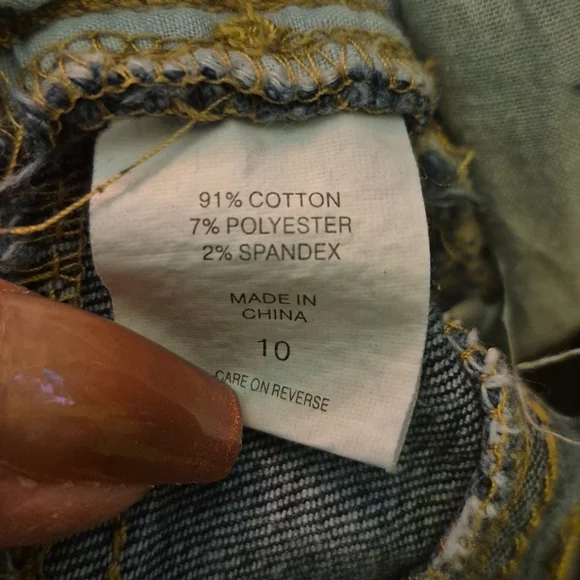 91% COTTON
7% POLYESTER
2% SPANDEX
MADE IN
CHINA
10
CARE ON REVERSE